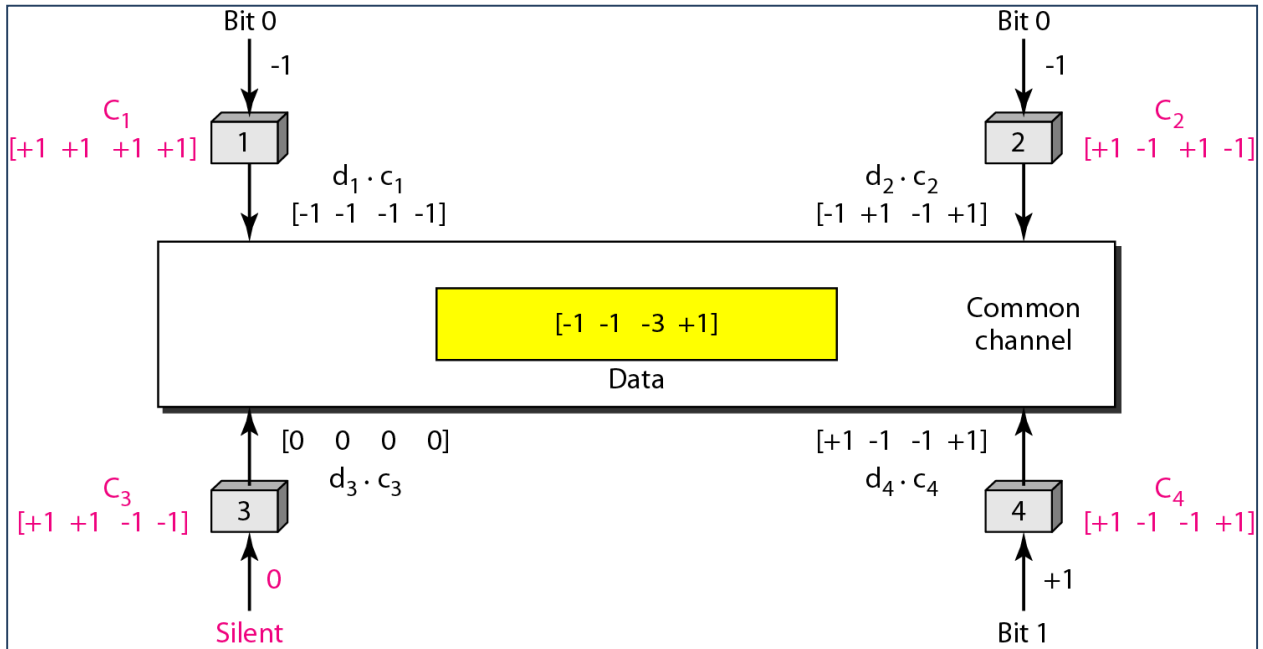 Bit 0
Bit 0
-1
-1
C1
[+1 +1 +1 +1]
1
2
C2
[+1 -1 +1 -1]
d1 . c1
[-1 -1 -1 -1]
d2 . c2
[-1 +1 -1 +1]
[-1 -1 -3 +1]
Data
Common
channel
[0 0 0 0]
d3 . c3
[+1 -1 -1 +1]
d4 . c4
C3
[+1 +1 -1 -1]
3
4
C4
[+1 -1 -1 +1]
0
+1
Silent
Bit 1